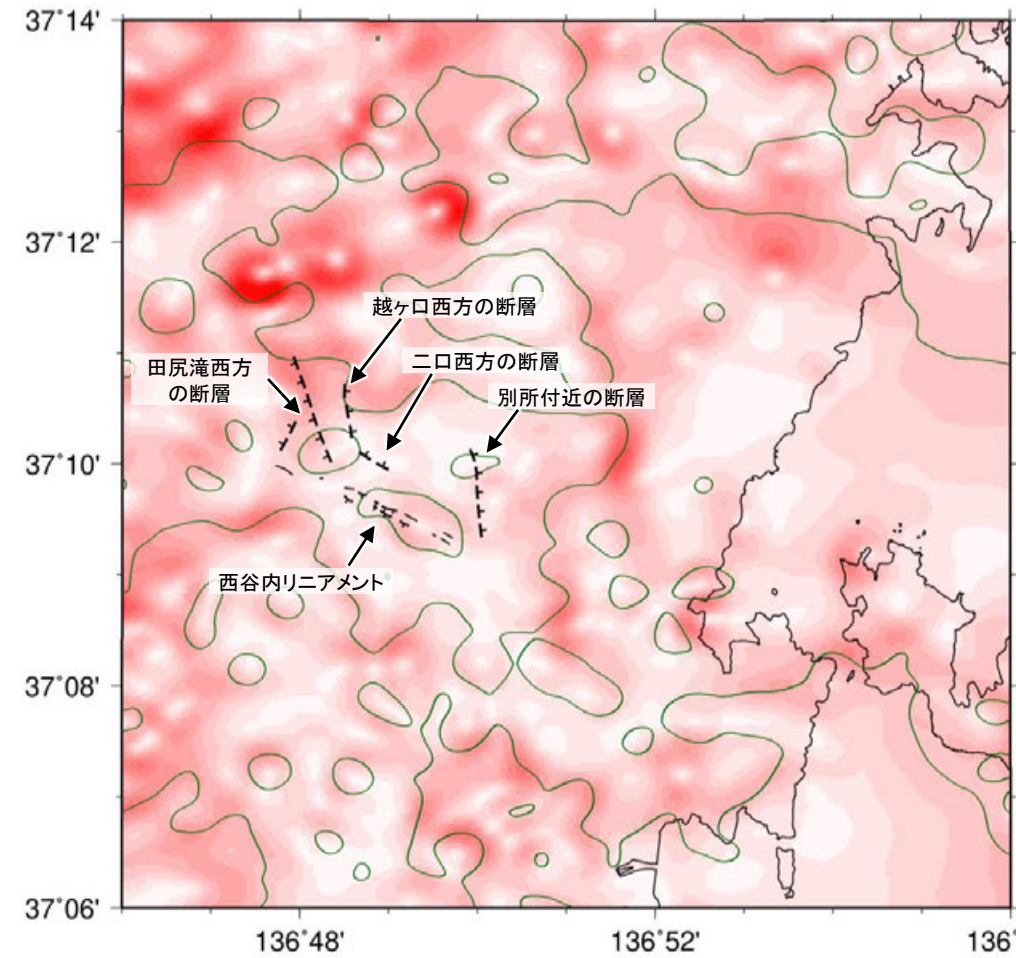 37˚14'
37˚12'
越ヶ口西方の断層
田尻滝西方
の断層
二口西方の断層
別所付近の断層
37˚10'
西谷内リニアメント
37˚08'
37˚06'
136˚48'
136˚52'
136˚